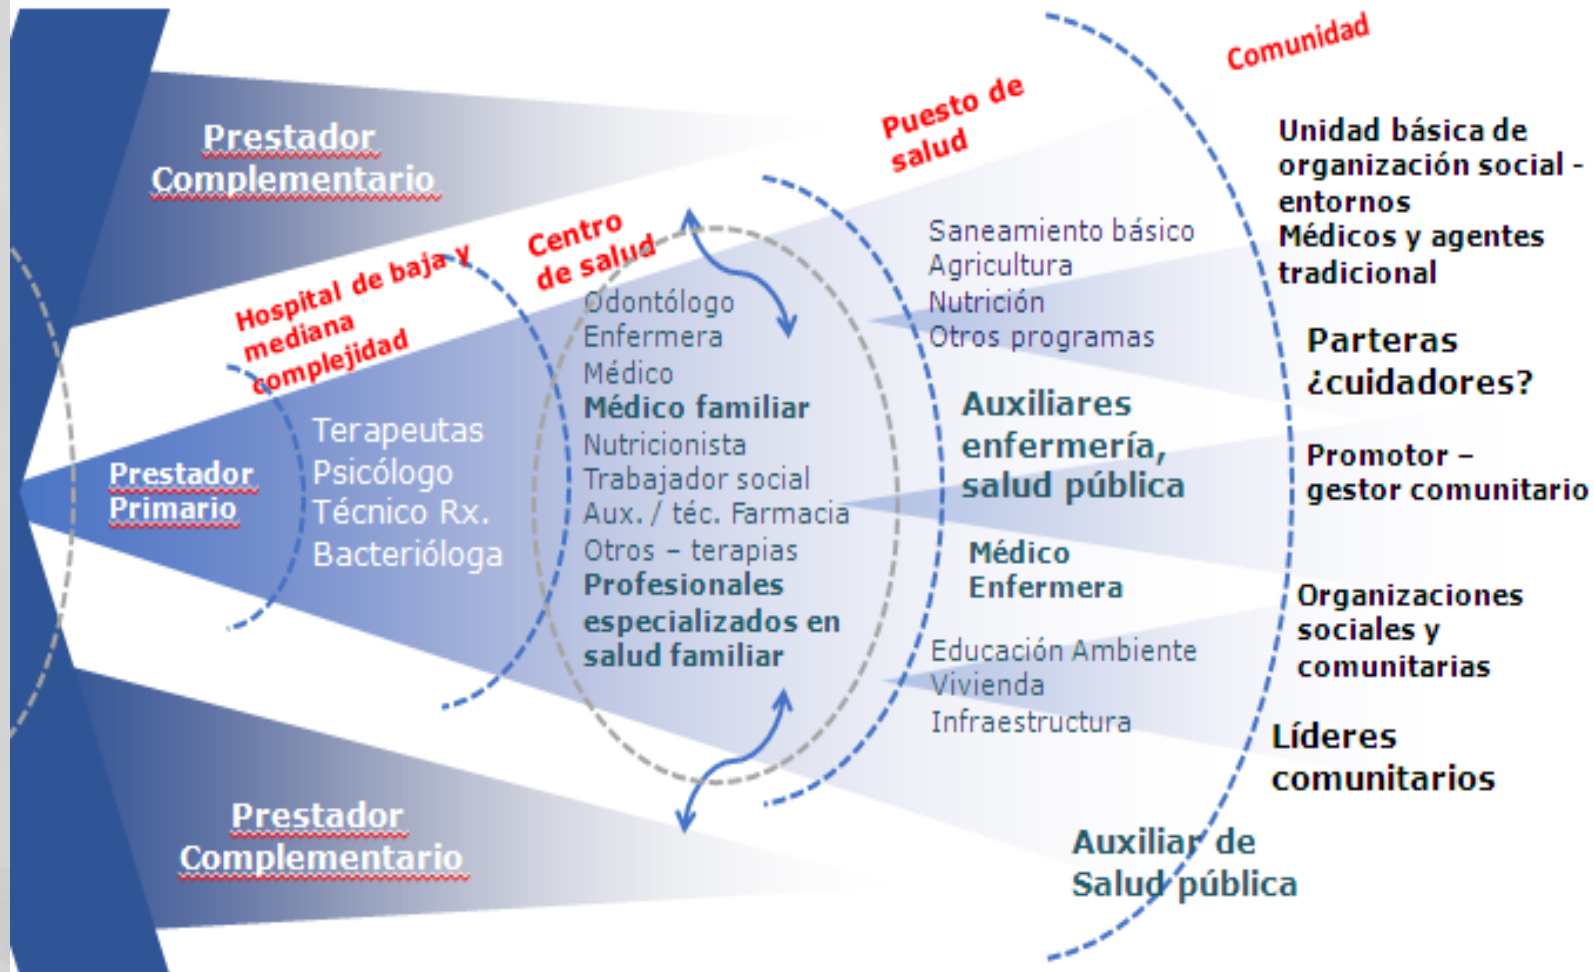 Comunidad
Puesto de
salud
Centro
de salud
Hospital de baja y
mediana
complejidad
Prestador
Complementario
Prestador
Primario
Prestador
Complementario
Terapeutas
Psicólogo
Técnico Rx.
Bacterióloga
Odontólogo
Enfermera
Médico
Médico familiar
Nutricionista
Trabajador social
Aux. / téc. Farmacia
Otros – terapias
Profesionales
especializados en
salud familiar
Saneamiento básico
Agricultura
Nutrición
Otros programas
Auxiliares
enfermería,
salud pública
Médico
Enfermera
Educación Ambiente
Vivienda
Infraestructura
Auxiliar de
Salud pública
Unidad básica de
organización social -
entornos
Médicos y agentes
tradicional
Parteras
¿cuidadores?
Promotor –
gestor comunitario
Organizaciones
sociales y
comunitarias
Líderes
comunitarios